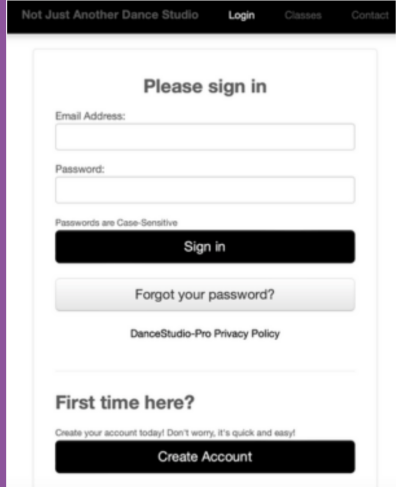 Not Just Another Dance Studio Login Classes Contact
Please sign in
Email Address:
Password:
Passwords are Case-Sensitive
Sign in
Forgot your password?
DanceStudio-Pro Privacy Policy
First time here?
Create your account today! Don't worry, it's quick and easy!
Create Account